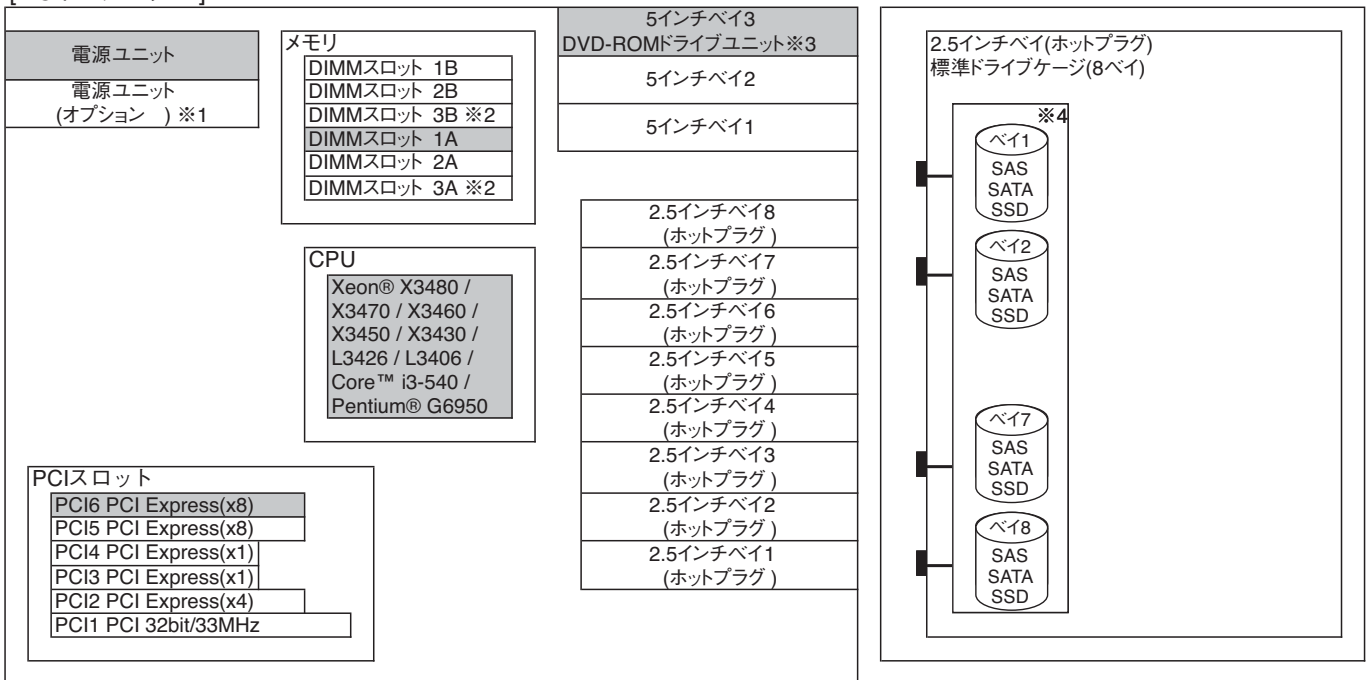 電源ユニット
電源ユニット
(オプション　) ※1
メモリ
DIMMスロット 1B
DIMMスロット 2B
DIMMスロット 3B ※2
DIMMスロット 1A
DIMMスロット 2A
DIMMスロット 3A ※2
CPU
Xeon® X3480 /
X3470 / X3460 /
X3450 / X3430 /
L3426 / L3406 /
Core™ i3-540 /
Pentium® G6950
PCIスロット
PCI6 PCI Express(x8)
PCI5 PCI Express(x8)
PCI4 PCI Express(x1)
PCI3 PCI Express(x1)
PCI2 PCI Express(x4)
PCI1 PCI 32bit/33MHz
5インチベイ3
DVD-ROMドライブユニット※3
5インチベイ2
5インチベイ1
2.5インチベイ8
(ホットプラグ )
2.5インチベイ7
(ホットプラグ )
2.5インチベイ6
(ホットプラグ )
2.5インチベイ5
(ホットプラグ )
2.5インチベイ4
(ホットプラグ )
2.5インチベイ3
(ホットプラグ )
2.5インチベイ2
(ホットプラグ )
2.5インチベイ1
(ホットプラグ )
2.5インチベイ(ホットプラグ)
標準ドライブケージ(8ベイ)
※4
ベイ1
SAS
SATA
SSD
ベイ2
SAS
SATA
SSD
ベイ7
SAS
SATA
SSD
ベイ8
SAS
SATA
SSD